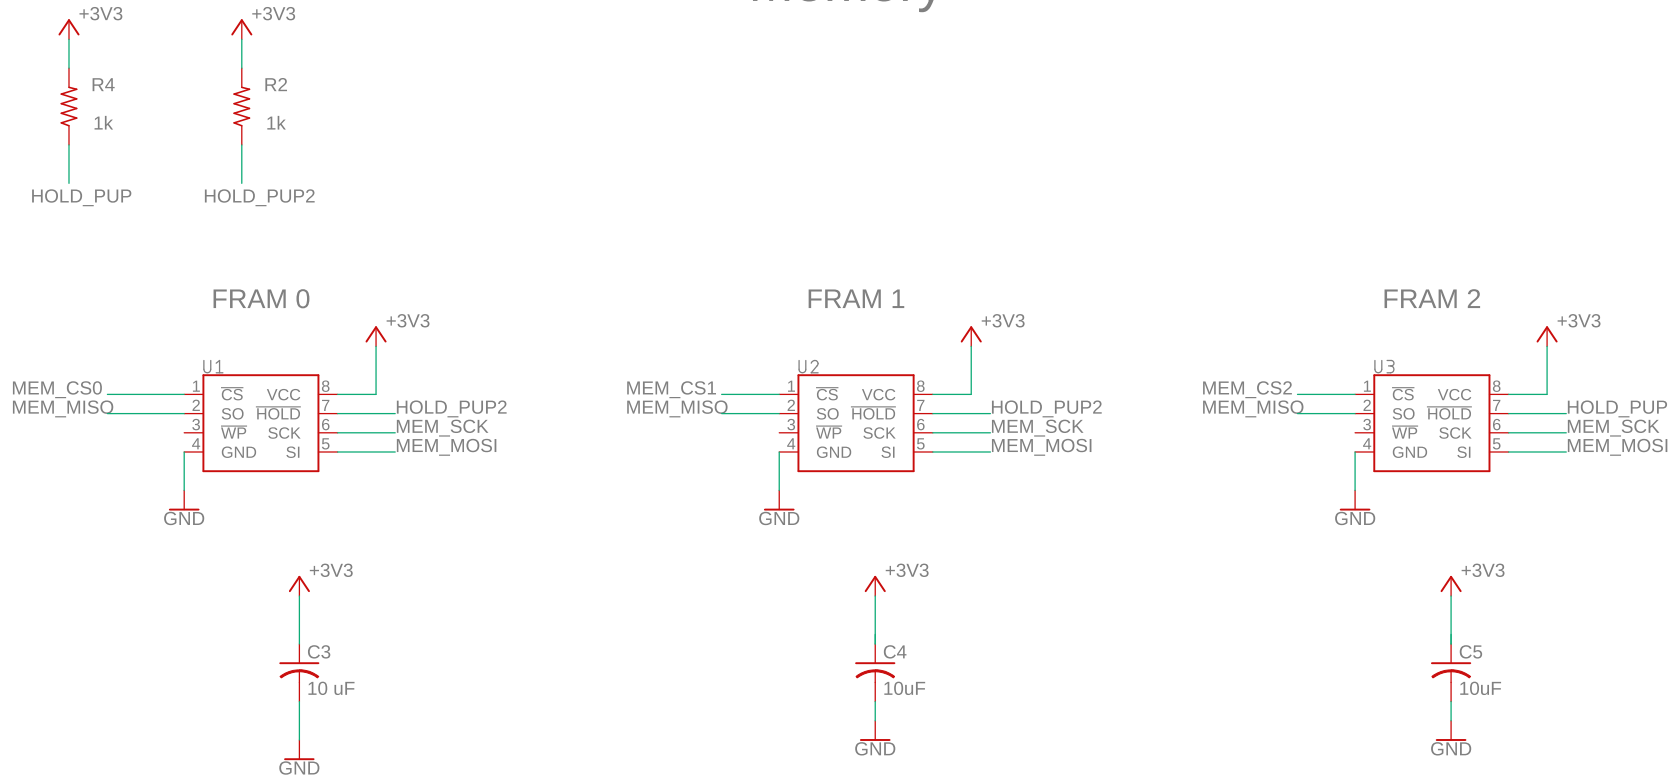 Memory
+3V3 +3V3
R4 R2
1k 1k
HOLD_PUP HOLD_PUP2
FRAM 0 FRAM 1 FRAM 2
+3V3 +3V3 +3V3
U1 U2 U3
MEM_CS0 1 CS VCC 8 MEM_CS1 1 CS VCC 8 MEM_CS2 1 CS VCC 8
MEM_MISO 2 SO HOLD 7 HOLD_PUP2 MEM_MISO 2 SO HOLD 7 HOLD_PUP2 MEM_MISO 2 SO HOLD 7 HOLD_PUP
3 WP SCK 6 MEM_SCK 3 WP SCK 6 MEM_SCK 3 WP SCK 6 MEM_SCK
4 GND SI 5 MEM_MOSI 4 GND SI 5 MEM_MOSI 4 GND SI 5 MEM_MOSI
GND GND GND
+3V3 +3V3 +3V3
C3 C4 C5
10 uF 10uF 10uF
GND GND GND